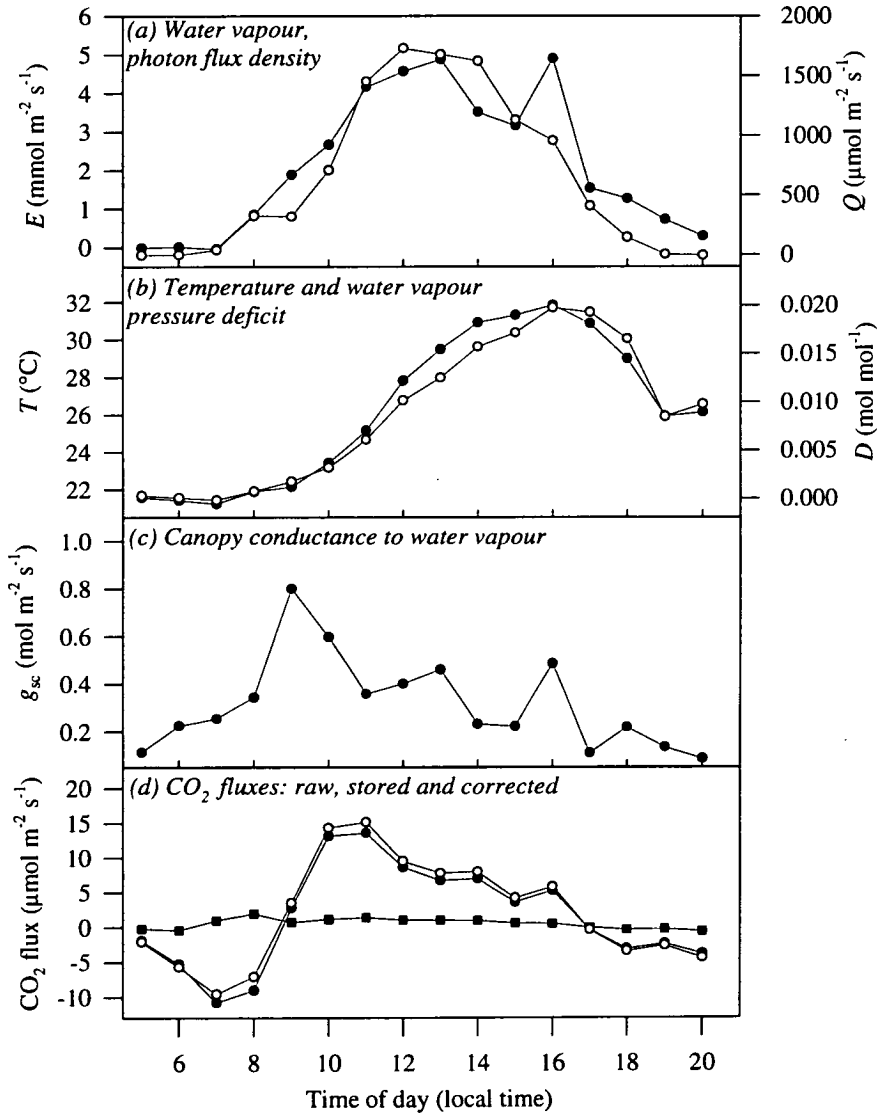 (a) Water vapour,
photon flux density
E (mmol m⁻² s⁻¹)
6
5
4
3
2
1
0
2000
1500
1000
500
0
Q (µmol m⁻² s⁻¹)
(b) Temperature and water vapour
pressure deficit
T (°C)
32
30
28
26
24
22
0.020
0.015
0.010
0.005
0.000
D (mol mol⁻¹)
(c) Canopy conductance to water vapour
g_sc (mol m⁻² s⁻¹)
1.0
0.8
0.6
0.4
0.2
(d) CO₂ fluxes: raw, stored and corrected
CO₂ flux (µmol m⁻² s⁻¹)
20
15
10
5
0
-5
-10
6 8 10 12 14 16 18 20
Time of day (local time)